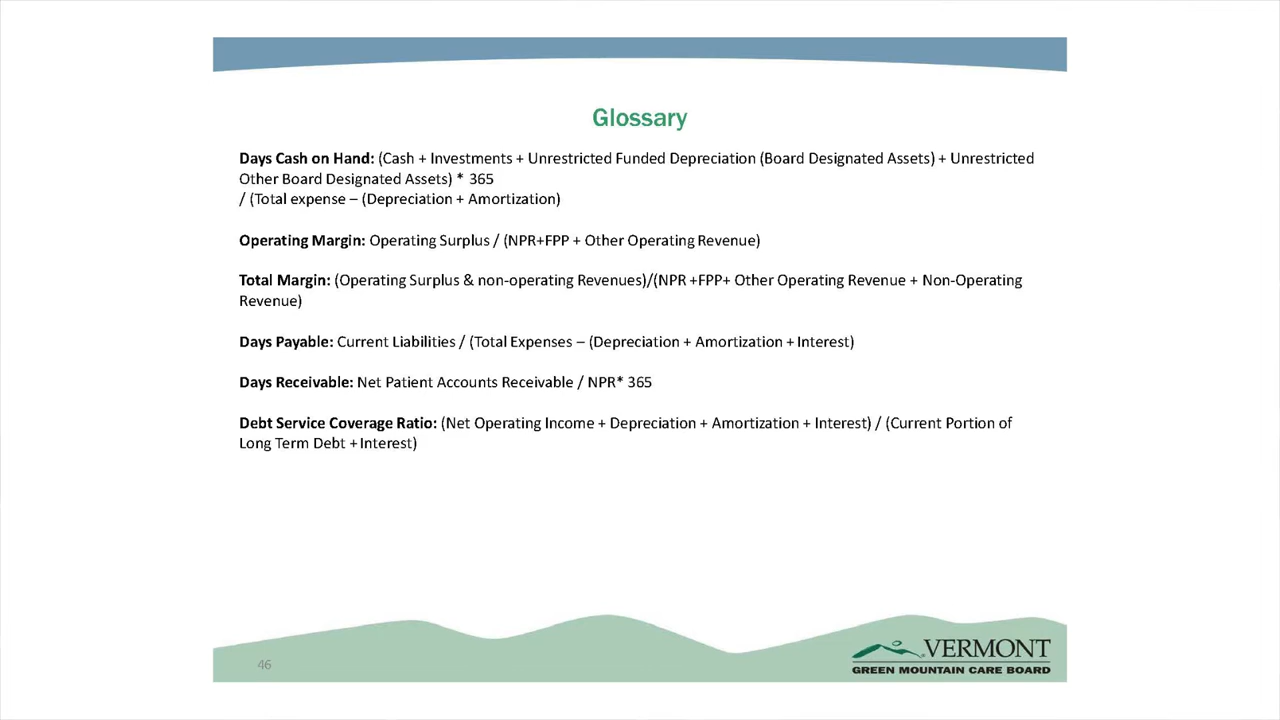 Glossary
Days Cash on Hand: (Cash + Investments + Unrestricted Funded Depreciation (Board Designated Assets) + Unrestricted
Other Board Designated Assets) * 365
/ (Total expense – (Depreciation + Amortization)
Operating Margin: Operating Surplus / (NPR+FPP + Other Operating Revenue)
Total Margin: (Operating Surplus & non-operating Revenues)/(NPR +FPP+ Other Operating Revenue + Non-Operating
Revenue)
Days Payable: Current Liabilities / (Total Expenses – (Depreciation + Amortization + Interest)
Days Receivable: Net Patient Accounts Receivable / NPR* 365
Debt Service Coverage Ratio: (Net Operating Income + Depreciation + Amortization + Interest) / (Current Portion of
Long Term Debt + Interest)
46
VERMONT
GREEN MOUNTAIN CARE BOARD